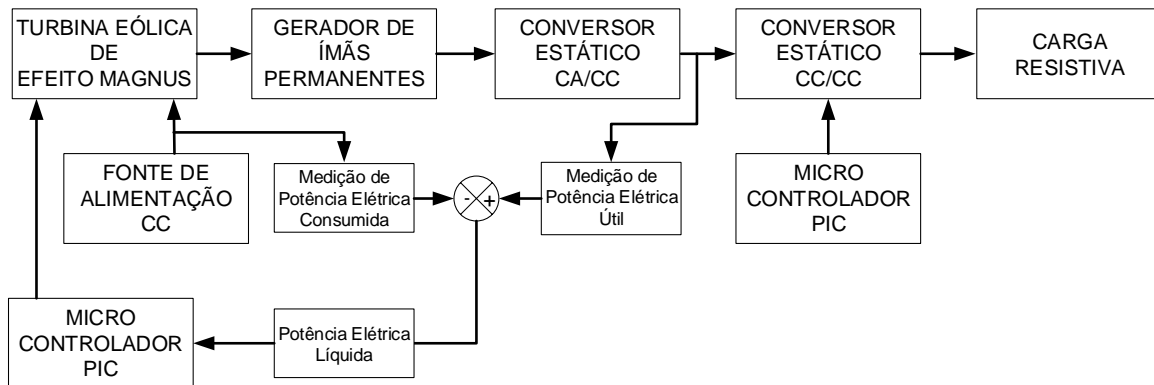 TURBINA EÓLICA
DE
EFEITO MAGNUS
GERADOR DE
ÍMÃS
PERMANENTES
CONVERSOR
ESTÁTICO
CA/CC
CONVERSOR
ESTÁTICO
CC/CC
CARGA
RESISTIVA
FONTE DE
ALIMENTAÇÃO
CC
Medição de
Potência Elétrica
Consumida
- +
Medição de
Potência Elétrica
Útil
MICRO
CONTROLADOR
PIC
MICRO
CONTROLADOR
PIC
Potência Elétrica
Líquida